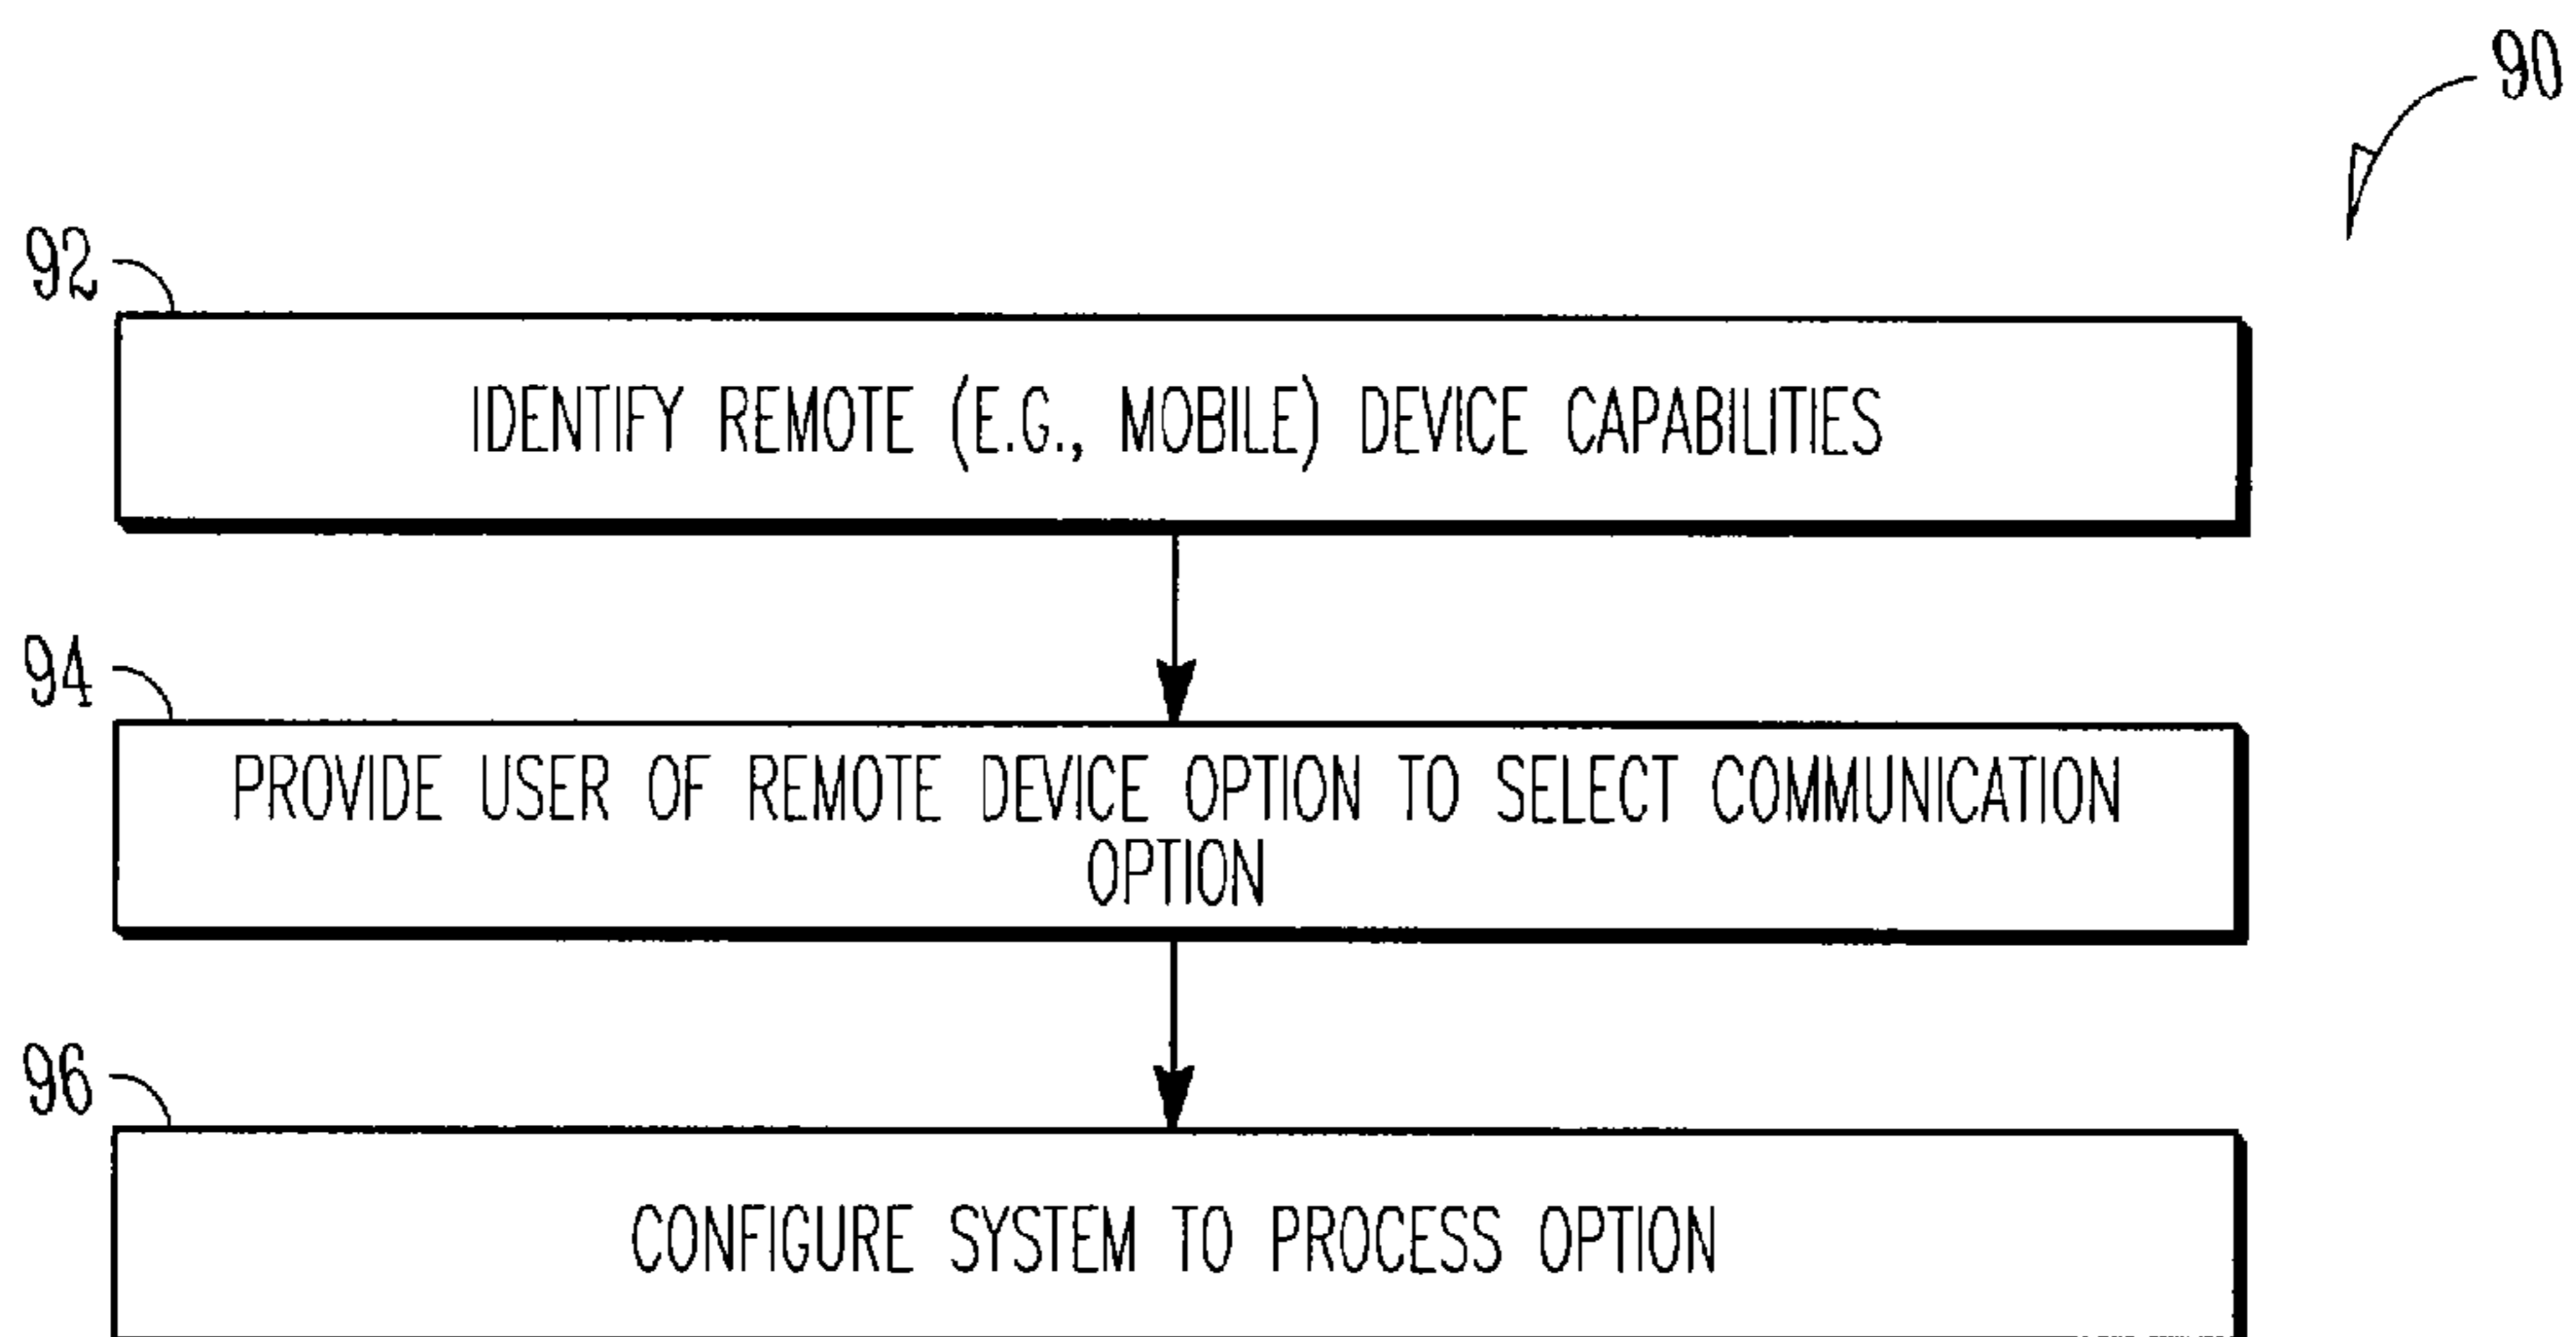 90
92
IDENTIFY REMOTE (E.G., MOBILE) DEVICE CAPABILITIES
94
PROVIDE USER OF REMOTE DEVICE OPTION TO SELECT COMMUNICATION
OPTION
96
CONFIGURE SYSTEM TO PROCESS OPTION